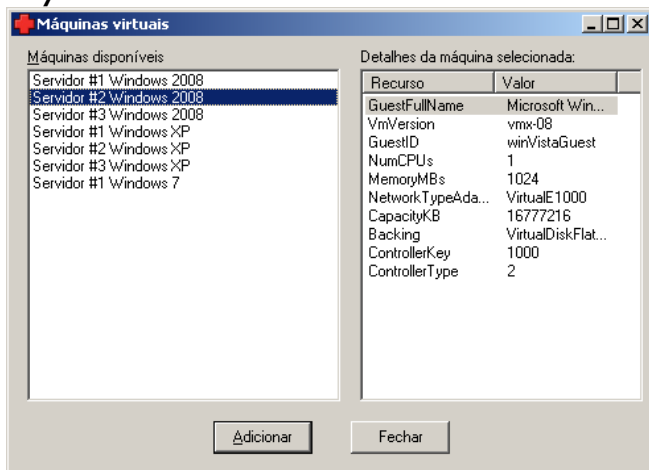 Máquinas virtuais
Máquinas disponíveis
Servidor #1 Windows 2008
Servidor #2 Windows 2008
Servidor #3 Windows 2008
Servidor #1 Windows XP
Servidor #2 Windows XP
Servidor #3 Windows XP
Servidor #1 Windows 7
Detalhes da máquina selecionada:
Recurso Valor
GuestFullName Microsoft Win...
VmVersion vmx-08
GuestID winVistaGuest
NumCPUs 1
MemoryMBs 1024
NetworkTypeAda... VirtualE1000
CapacityKB 16777216
Backing VirtualDiskFlat...
ControllerKey 1000
ControllerType 2
Adicionar Fechar